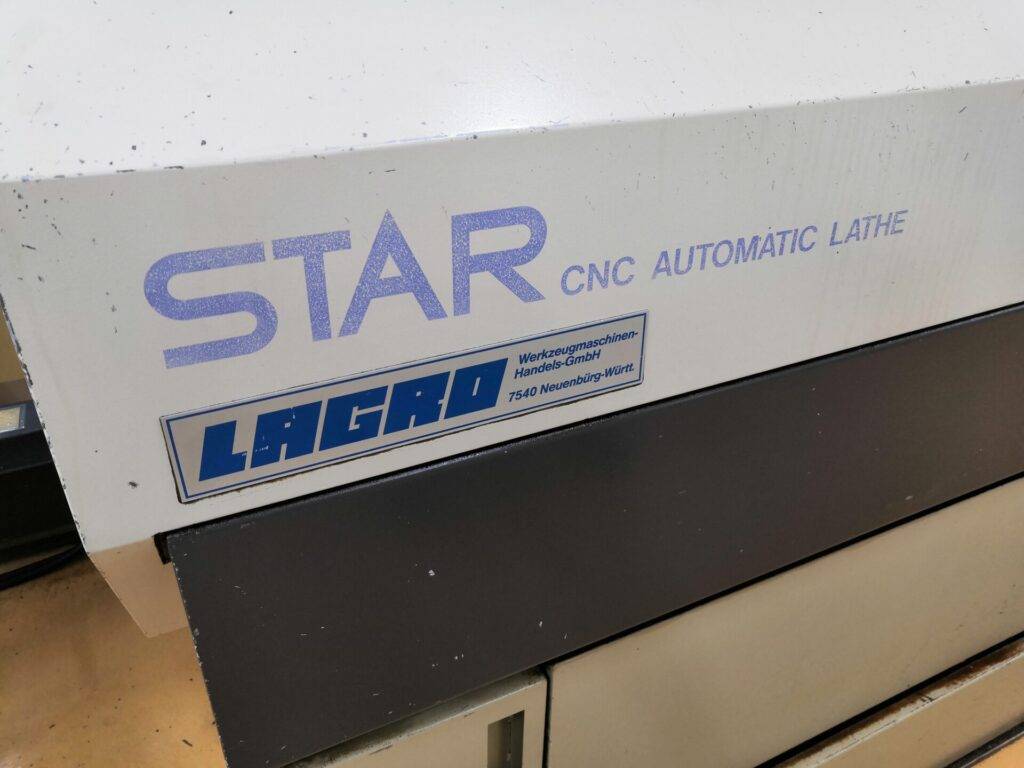 STAR CNC AUTOMATIC LATHE
LAGRO
Werkzeugmaschinen-
Handels-GmbH
7540 Neuenbürg-Württ.